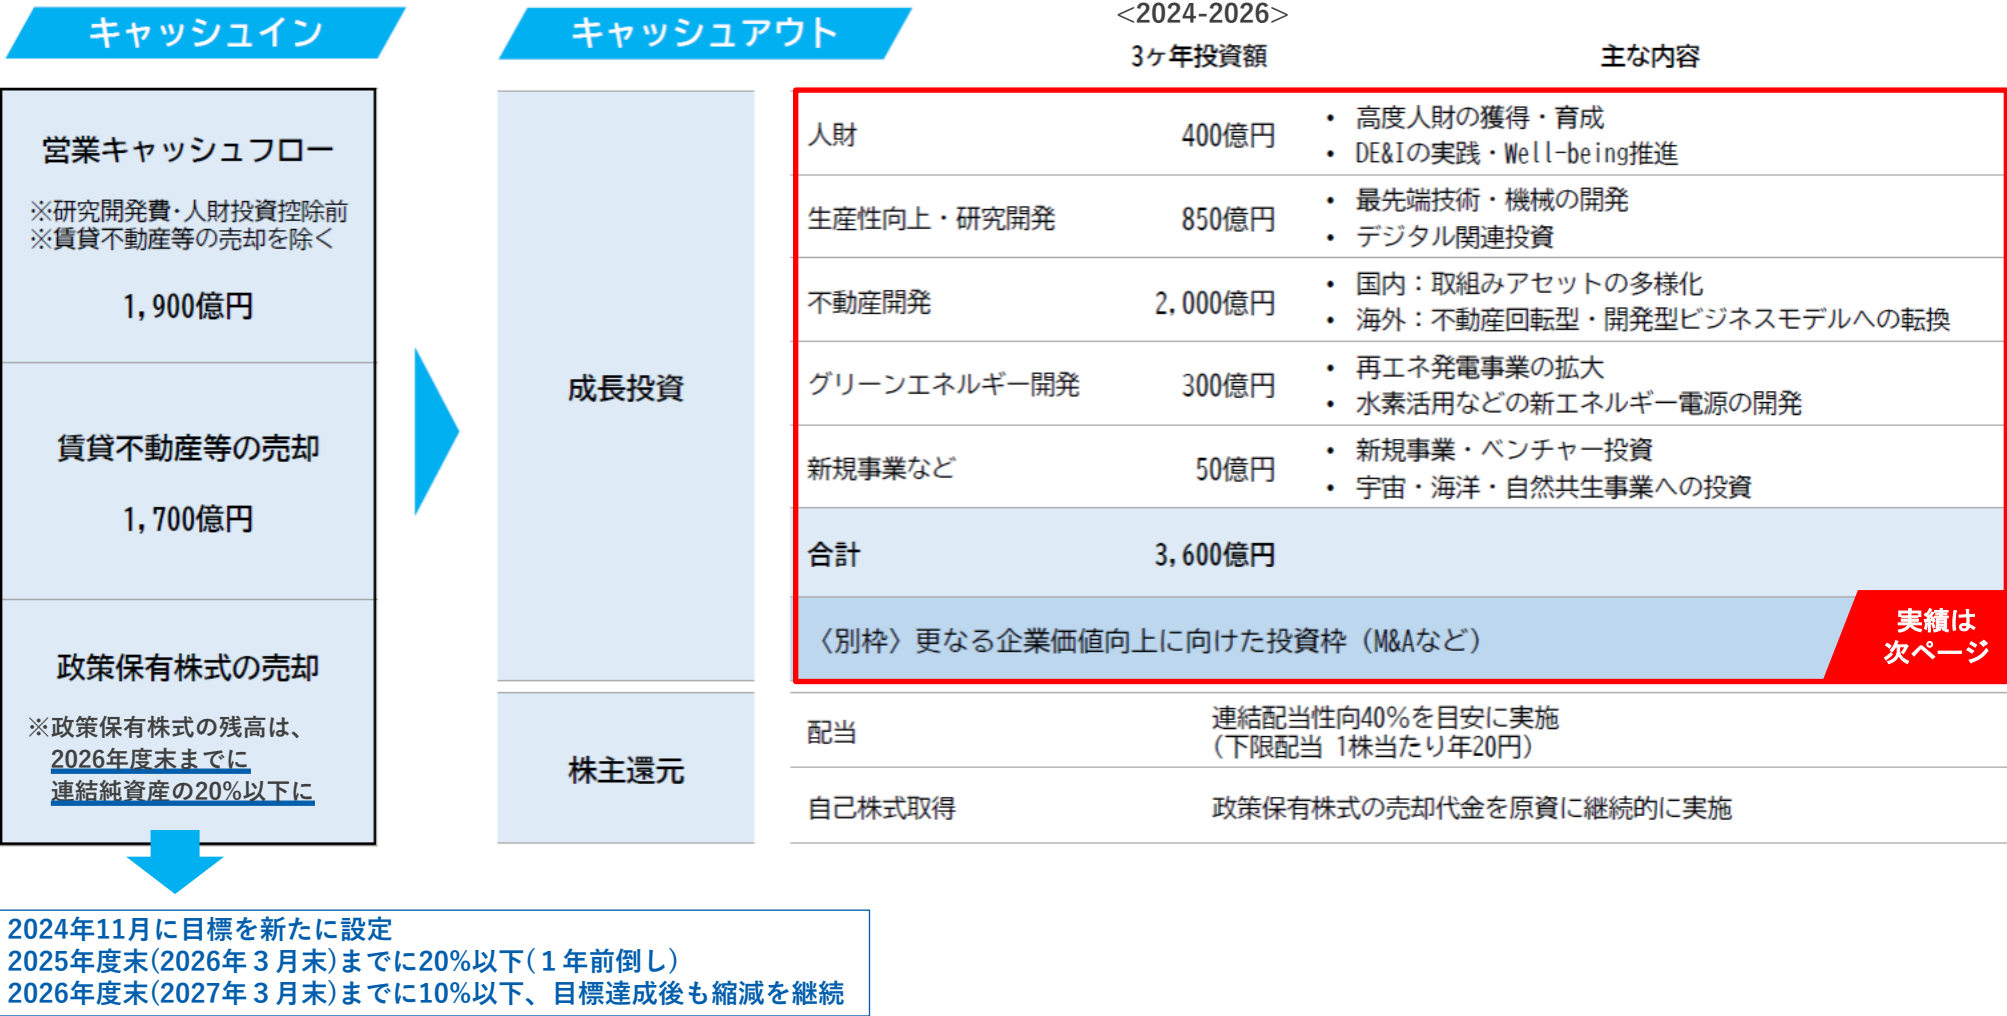 キャッシュイン
キャッシュアウト
<2024-2026>
3ヶ年投資額
主な内容
営業キャッシュフロー
※研究開発費・人財投資控除前
※賃貸不動産等の売却を除く
1,900億円
賃貸不動産等の売却
1,700億円
政策保有株式の売却
※政策保有株式の残高は、
2026年度末までに
連結純資産の20%以下に
成長投資
人財
400億円
• 高度人財の獲得・育成
• DE&Iの実践・Well-being推進
生産性向上・研究開発
850億円
• 最先端技術・機械の開発
• デジタル関連投資
不動産開発
2,000億円
• 国内：取組みアセットの多様化
• 海外：不動産回転型・開発型ビジネスモデルへの転換
グリーンエネルギー開発
300億円
• 再エネ発電事業の拡大
• 水素活用などの新エネルギー電源の開発
新規事業など
50億円
• 新規事業・ベンチャー投資
• 宇宙・海洋・自然共生事業への投資
合計
3,600億円
〈別枠〉更なる企業価値向上に向けた投資枠（M&Aなど）
実績は
次ページ
株主還元
配当
連結配当性向40%を目安に実施
（下限配当 1株当たり年20円）
自己株式取得
政策保有株式の売却代金を原資に継続的に実施
2024年11月に目標を新たに設定
2025年度末(2026年３月末)までに20%以下(１年前倒し)
2026年度末(2027年３月末)までに10%以下、目標達成後も縮減を継続